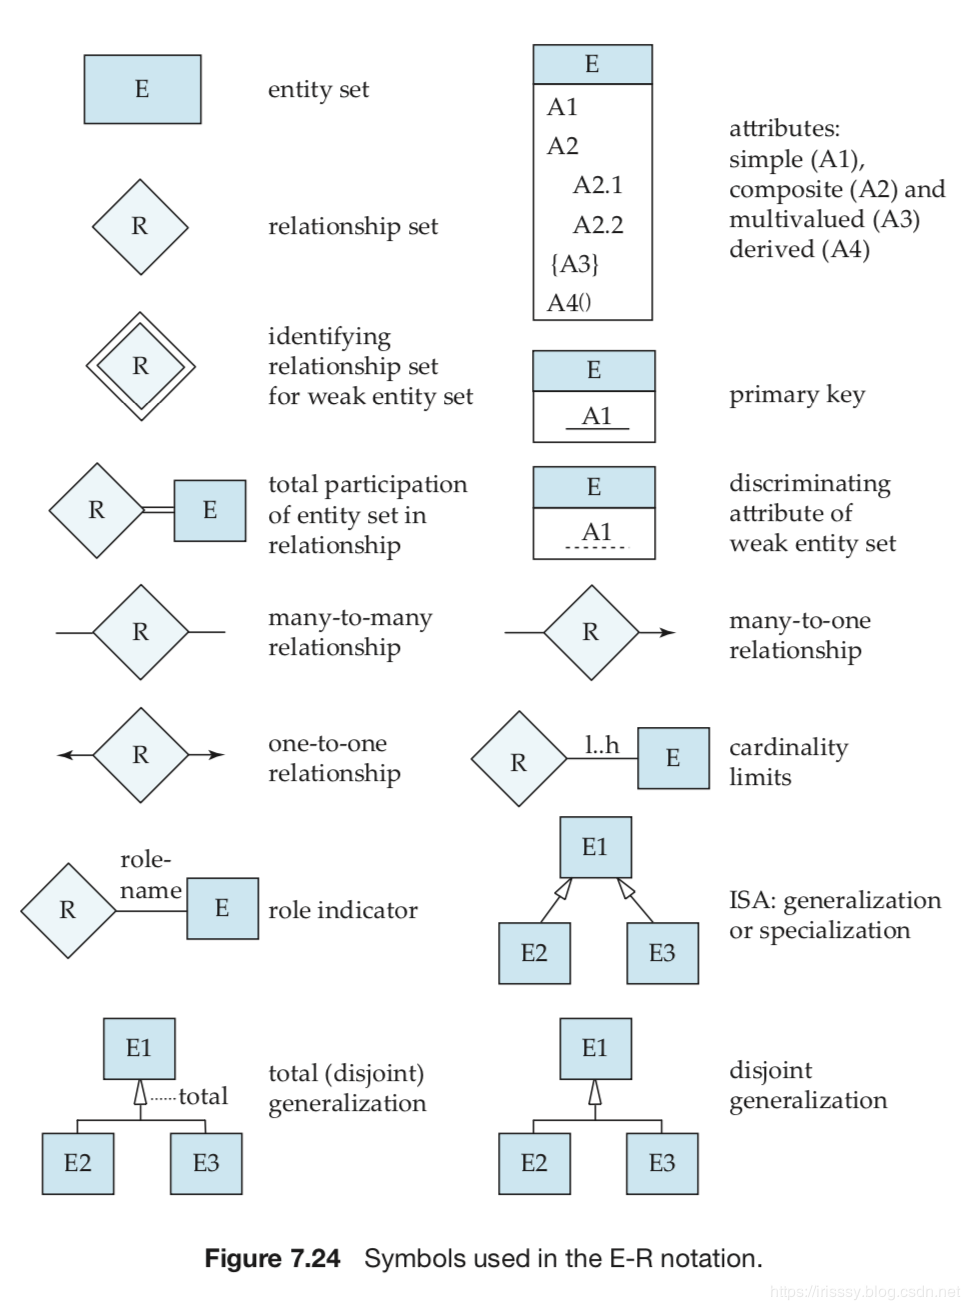 E
entity set
R
relationship set
R
identifying
relationship set
for weak entity set
R
E
total participation
of entity set in
relationship
R
many-to-many
relationship
R
one-to-one
relationship
R
role-
name
E
role indicator
E1
total
E2
E3
total (disjoint)
generalization
E
A1
A2
A2.1
A2.2
{A3}
A4()
attributes:
simple (A1),
composite (A2) and
multivalued (A3)
derived (A4)
E
A1
primary key
E
A1
discriminating
attribute of
weak entity set
R
many-to-one
relationship
R
l..h
E
cardinality
limits
E1
E2
E3
ISA: generalization
or specialization
E1
E2
E3
disjoint
generalization
Figure 7.24 Symbols used in the E-R notation.
https://irisssy.blog.csdn.net